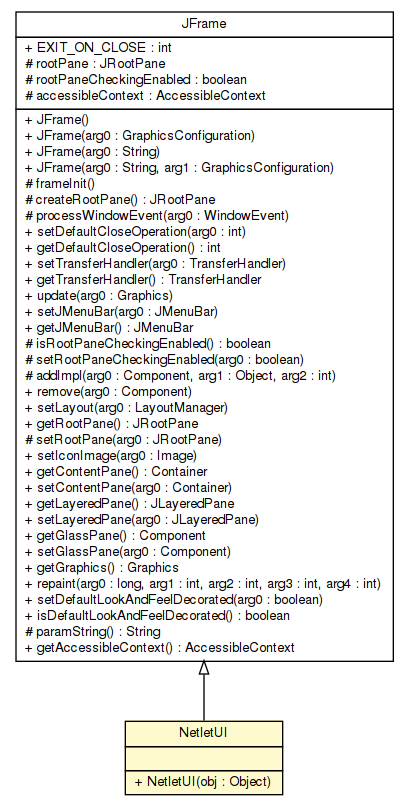 JFrame
+ EXIT_ON_CLOSE : int
# rootPane : JRootPane
# rootPaneCheckingEnabled : boolean
# accessibleContext : AccessibleContext
+ JFrame()
+ JFrame(arg0 : GraphicsConfiguration)
+ JFrame(arg0 : String)
+ JFrame(arg0 : String, arg1 : GraphicsConfiguration)
# frameInit()
# createRootPane() : JRootPane
# processWindowEvent(arg0 : WindowEvent)
+ setDefaultCloseOperation(arg0 : int)
+ getDefaultCloseOperation() : int
+ setTransferHandler(arg0 : TransferHandler)
+ getTransferHandler() : TransferHandler
+ update(arg0 : Graphics)
+ setJMenuBar(arg0 : JMenuBar)
+ getJMenuBar() : JMenuBar
# isRootPaneCheckingEnabled() : boolean
# setRootPaneCheckingEnabled(arg0 : boolean)
# addImpl(arg0 : Component, arg1 : Object, arg2 : int)
+ remove(arg0 : Component)
+ setLayout(arg0 : LayoutManager)
+ getRootPane() : JRootPane
# setRootPane(arg0 : JRootPane)
+ setIconImage(arg0 : Image)
+ getContentPane() : Container
+ setContentPane(arg0 : Container)
+ getLayeredPane() : JLayeredPane
+ setLayeredPane(arg0 : JLayeredPane)
+ getGlassPane() : Component
+ setGlassPane(arg0 : Component)
+ getGraphics() : Graphics
+ repaint(arg0 : long, arg1 : int, arg2 : int, arg3 : int, arg4 : int)
+ setDefaultLookAndFeelDecorated(arg0 : boolean)
+ isDefaultLookAndFeelDecorated() : boolean
# paramString() : String
+ getAccessibleContext() : AccessibleContext
NetletUI
+ NetletUI(obj : Object)